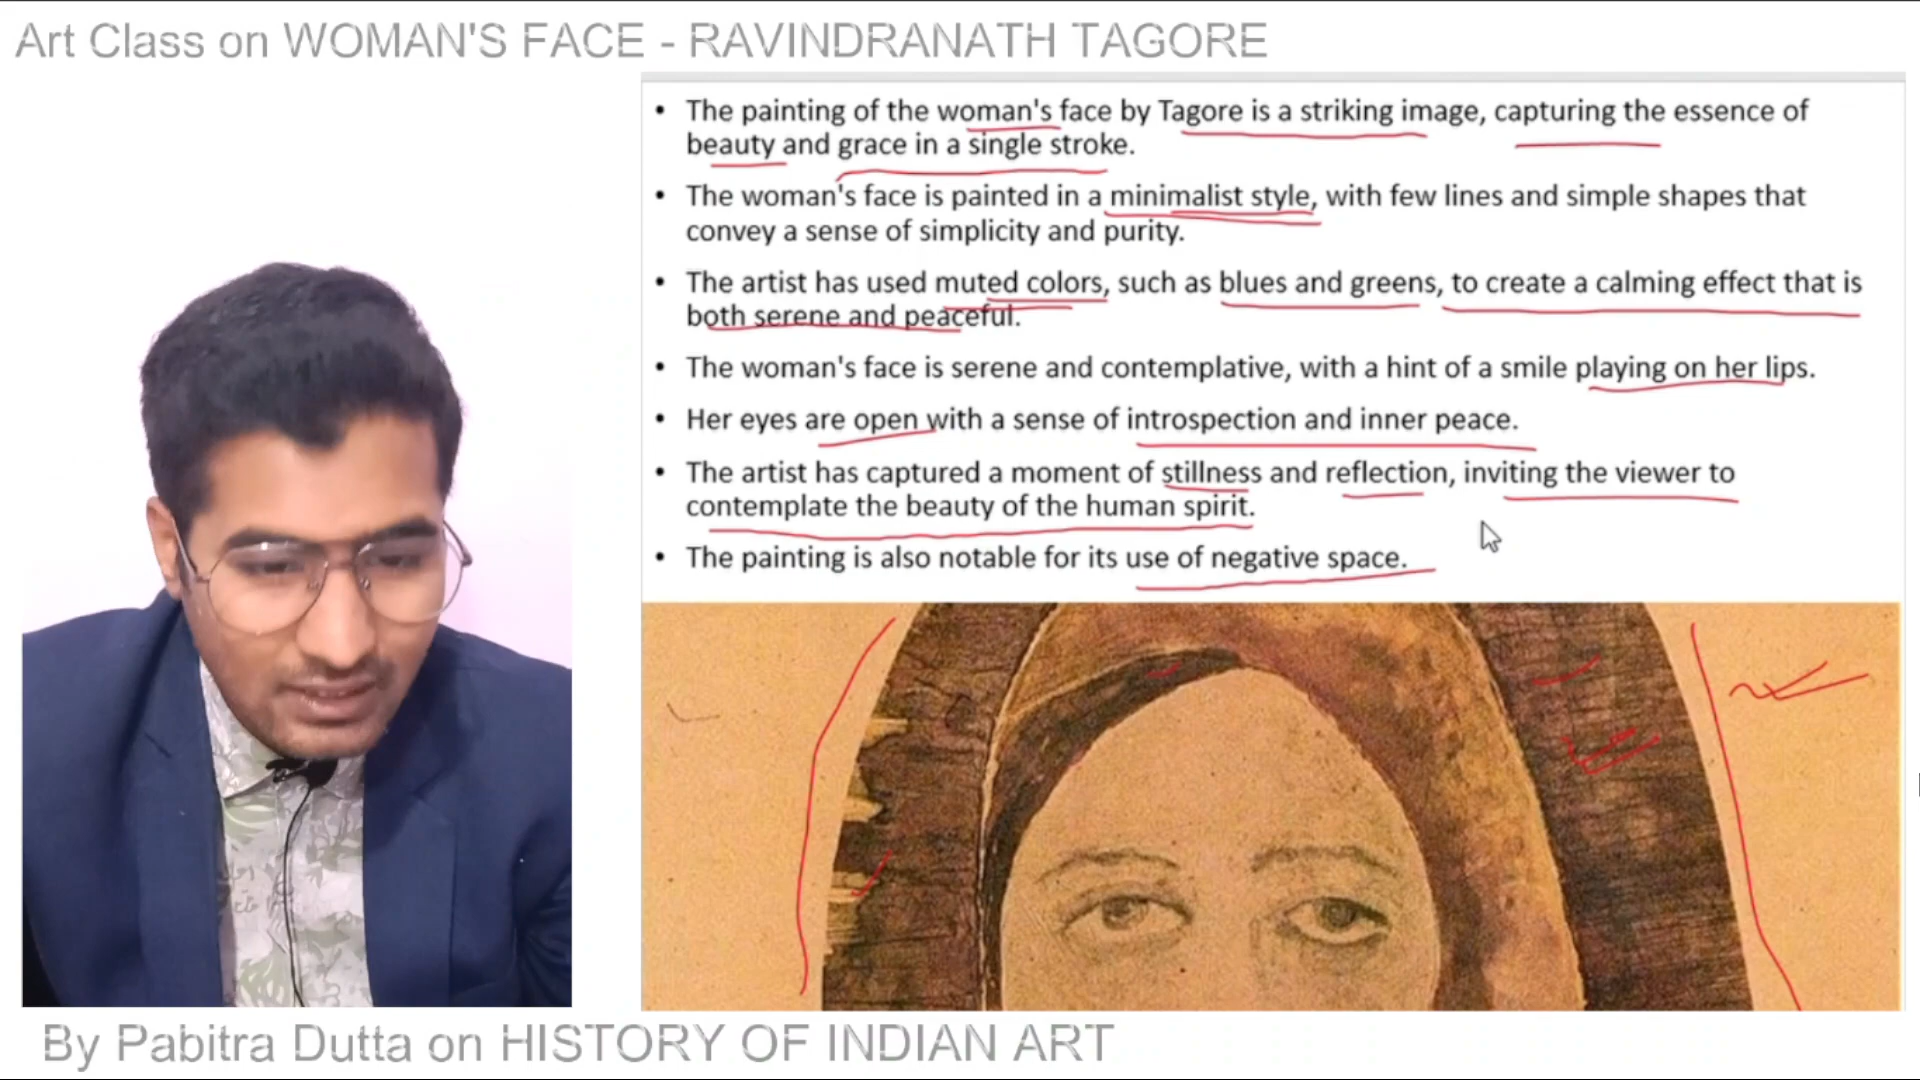 Art Class on WOMAN'S FACE - RAVINDRANATH TAGORE
• The painting of the woman's face by Tagore is a striking image, capturing the essence of
beauty and grace in a single stroke.
• The woman's face is painted in a minimalist style, with few lines and simple shapes that
convey a sense of simplicity and purity.
• The artist has used muted colors, such as blues and greens, to create a calming effect that is
both serene and peaceful.
• The woman's face is serene and contemplative, with a hint of a smile playing on her lips.
• Her eyes are open with a sense of introspection and inner peace.
• The artist has captured a moment of stillness and reflection, inviting the viewer to
contemplate the beauty of the human spirit.
• The painting is also notable for its use of negative space.
By Pabitra Dutta on HISTORY OF INDIAN ART